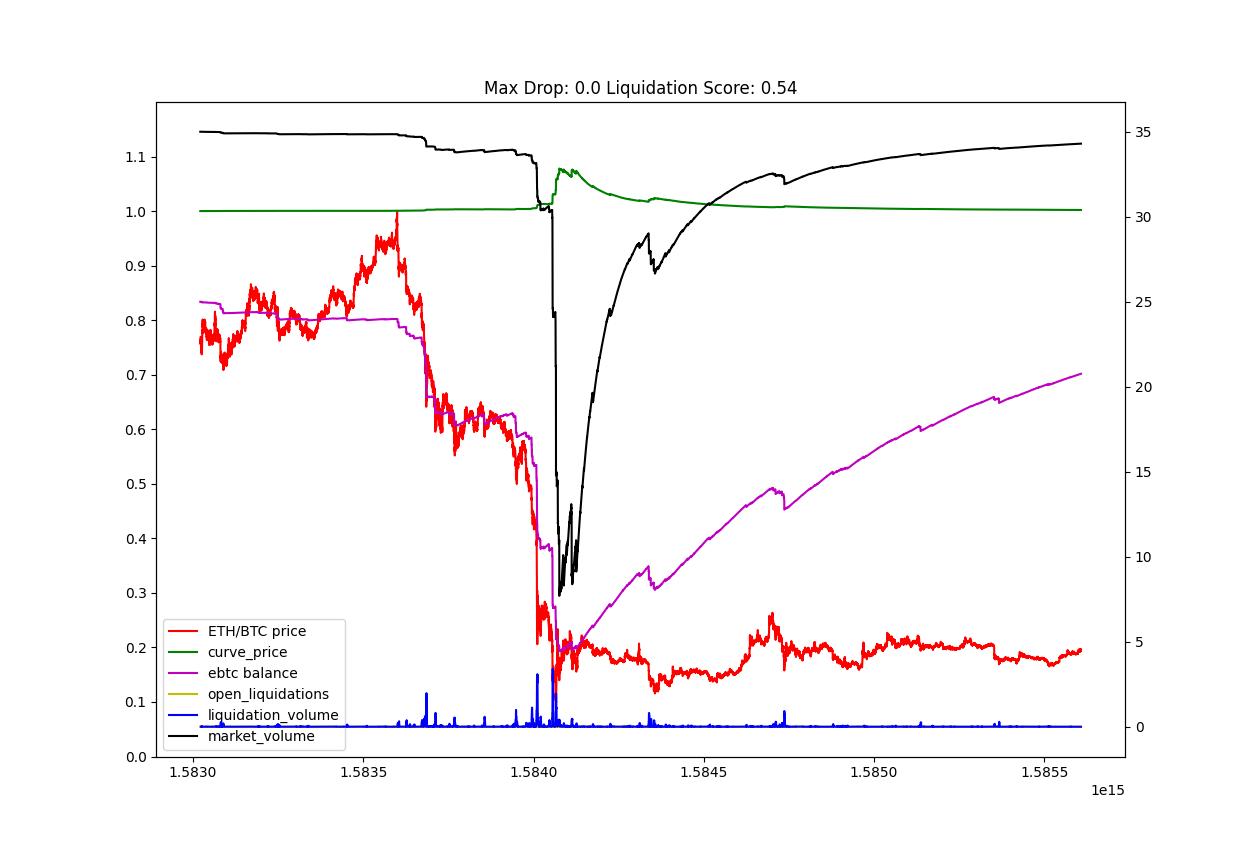 Max Drop: 0.0 Liquidation Score: 0.54
1.1
1.0
0.9
0.8
0.7
0.6
0.5
0.4
0.3
0.2
0.1
0.0
35
30
25
20
15
10
5
0
ETH/BTC price
curve_price
ebtc balance
open_liquidations
liquidation_volume
market_volume
1.5830 1.5835 1.5840 1.5845 1.5850 1.5855
1e15